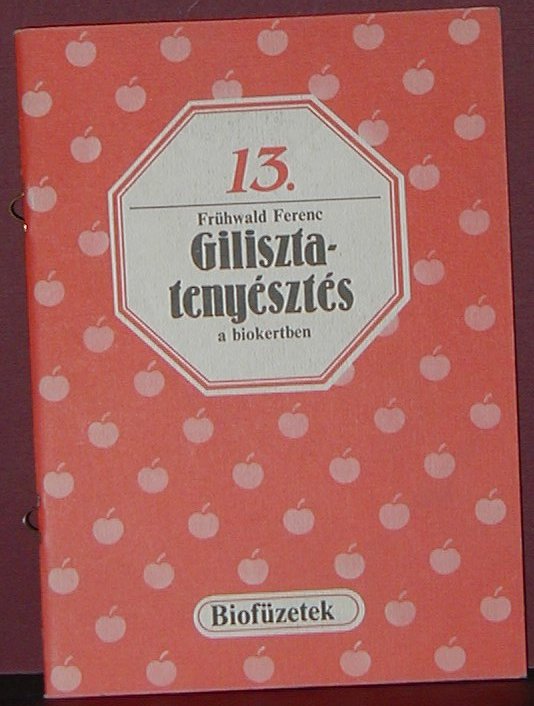 13.
Frühwald Ferenc
Giliszta-
tenyésztés
a biokertben
Biofüzetek